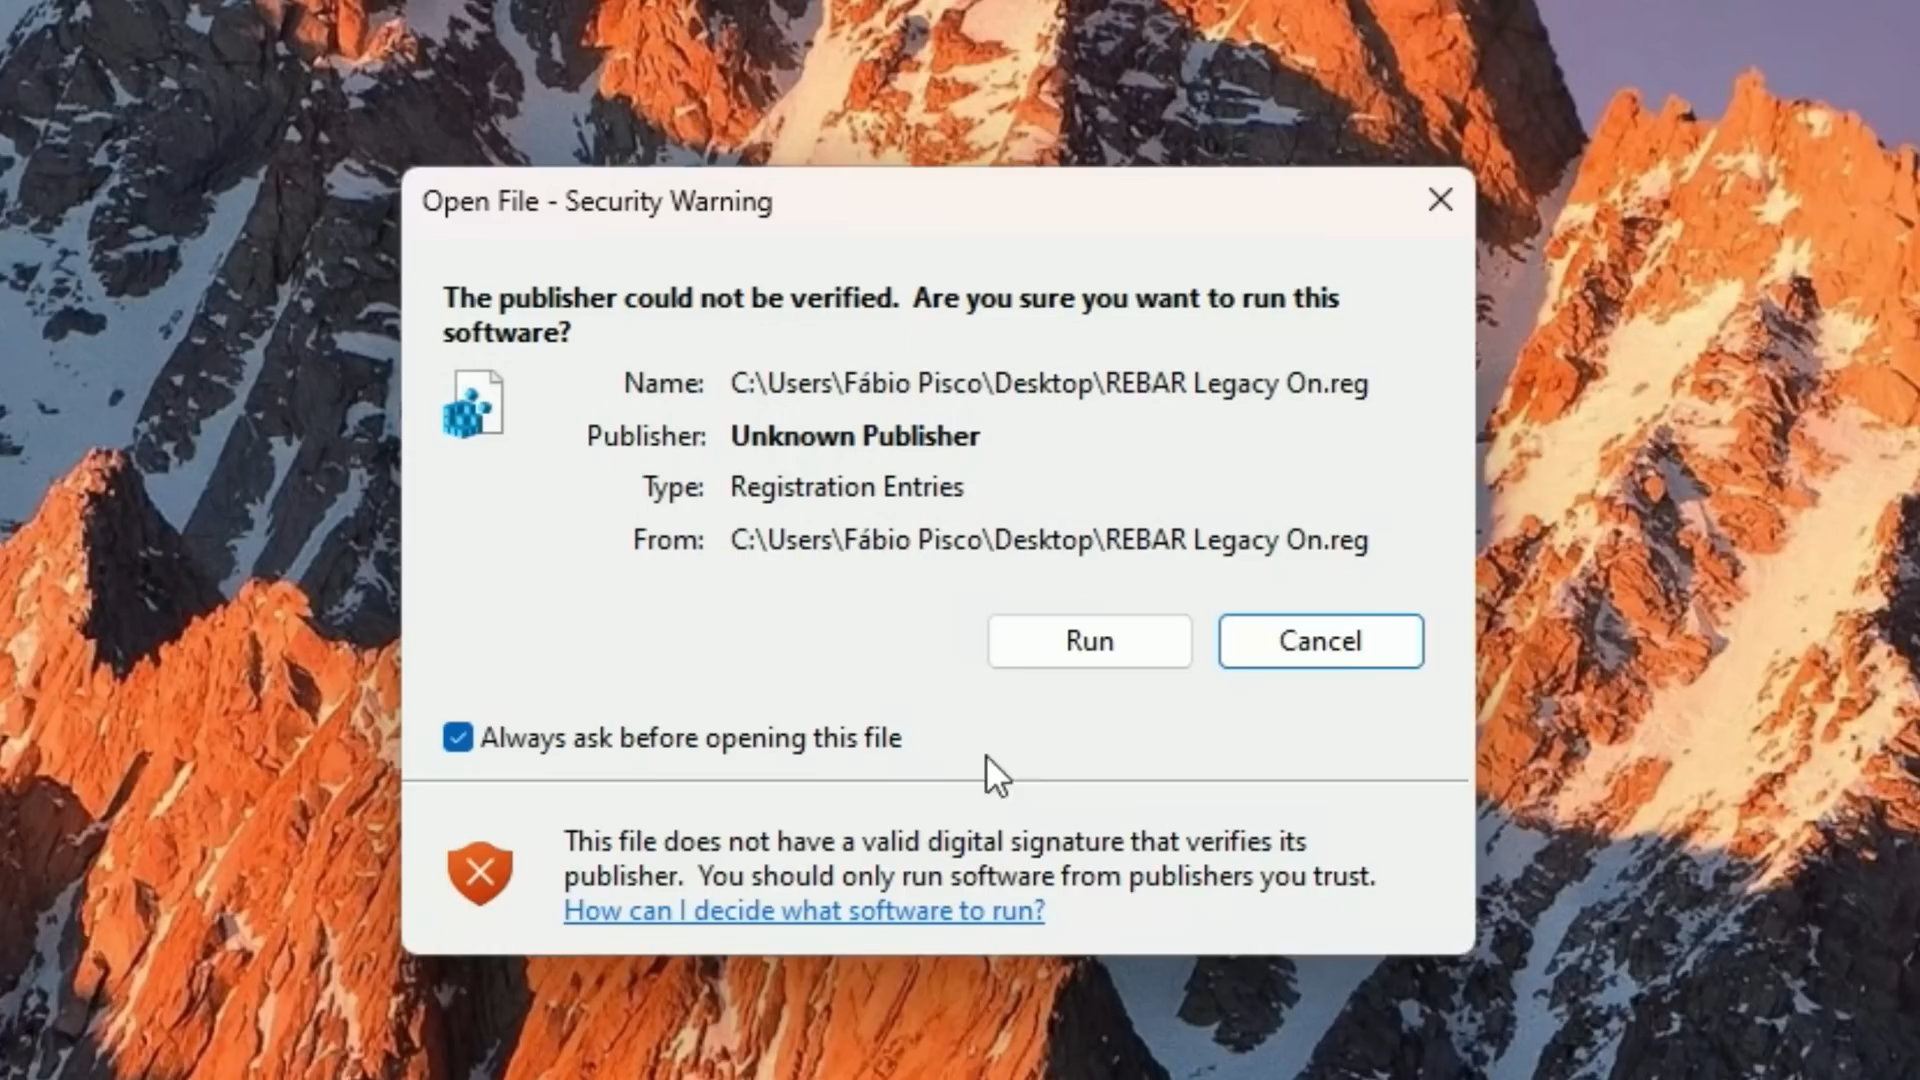 Open File - Security Warning
The publisher could not be verified.  Are you sure you want to run this
software?
Name: C:\Users\Fábio Pisco\Desktop\REBAR Legacy On.reg
Publisher: Unknown Publisher
Type: Registration Entries
From: C:\Users\Fábio Pisco\Desktop\REBAR Legacy On.reg
Run Cancel
Always ask before opening this file
This file does not have a valid digital signature that verifies its
publisher.  You should only run software from publishers you trust.
How can I decide what software to run?